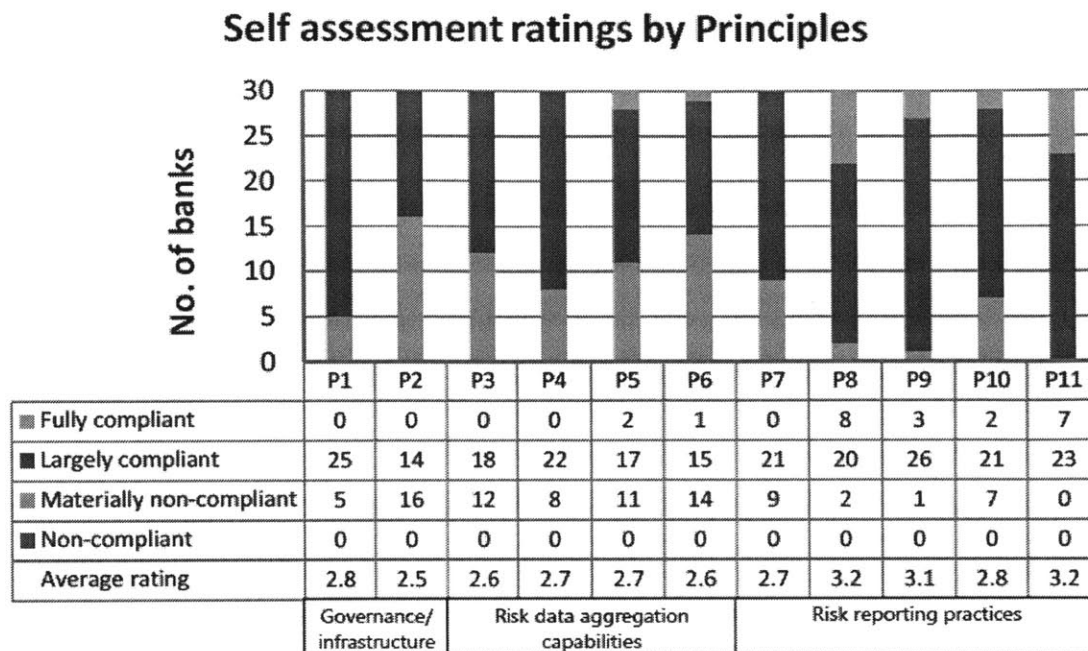 Self assessment ratings by Principles
No. of banks
30
25
20
15
10
5
0
P1 P2 P3 P4 P5 P6 P7 P8 P9 P10 P11
Fully compliant 0 0 0 0 2 1 0 8 3 2 7
Largely compliant 25 14 18 22 17 15 21 20 26 21 23
Materially non-compliant 5 16 12 8 11 14 9 2 1 7 0
Non-compliant 0 0 0 0 0 0 0 0 0 0 0
Average rating 2.8 2.5 2.6 2.7 2.7 2.6 2.7 3.2 3.1 2.8 3.2
Governance/
infrastructure
Risk data aggregation
capabilities
Risk reporting practices